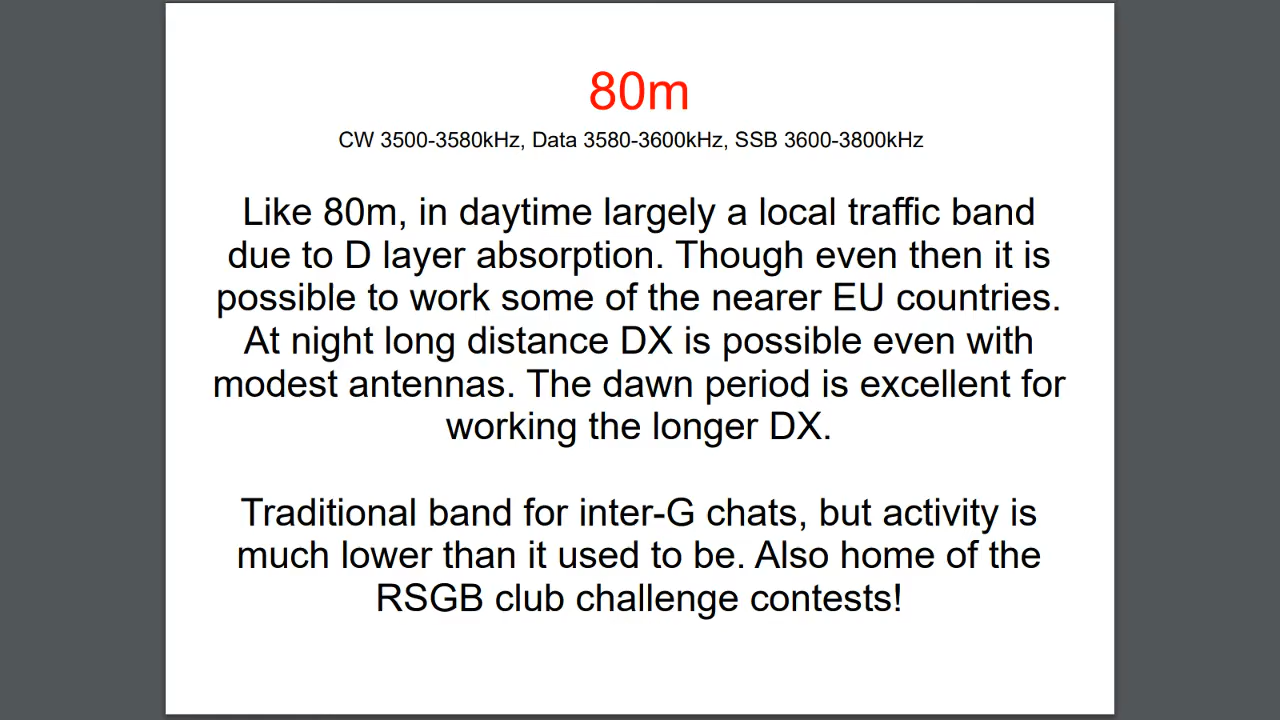 80m
CW 3500-3580kHz, Data 3580-3600kHz, SSB 3600-3800kHz
Like 80m, in daytime largely a local traffic band
due to D layer absorption. Though even then it is
possible to work some of the nearer EU countries.
At night long distance DX is possible even with
modest antennas. The dawn period is excellent for
working the longer DX.
Traditional band for inter-G chats, but activity is
much lower than it used to be. Also home of the
RSGB club challenge contests!